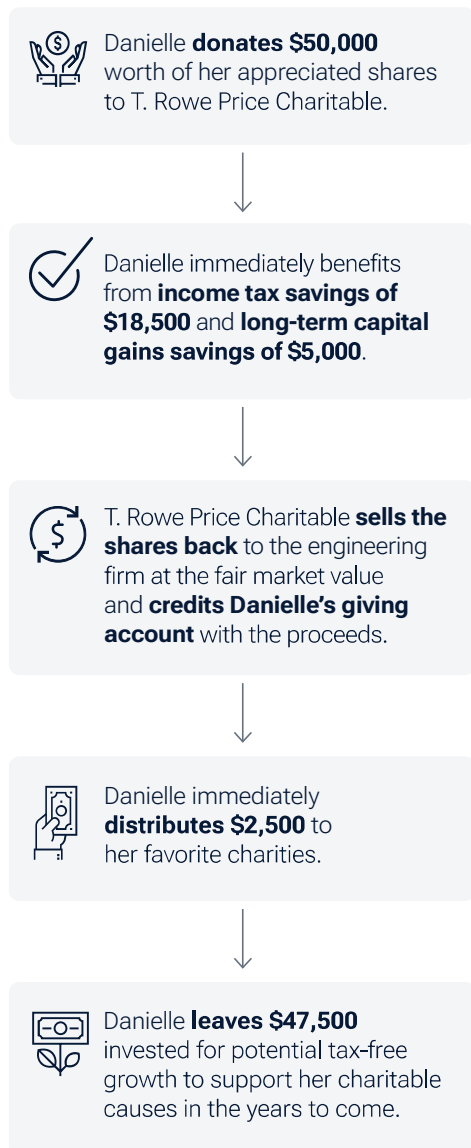 Danielle donates $50,000
worth of her appreciated shares
to T. Rowe Price Charitable.
Danielle immediately benefits
from income tax savings of
$18,500 and long-term capital
gains savings of $5,000.
T. Rowe Price Charitable sells the
shares back to the engineering
firm at the fair market value
and credits Danielle’s giving
account with the proceeds.
Danielle immediately
distributes $2,500 to
her favorite charities.
Danielle leaves $47,500
invested for potential tax-free
growth to support her charitable
causes in the years to come.